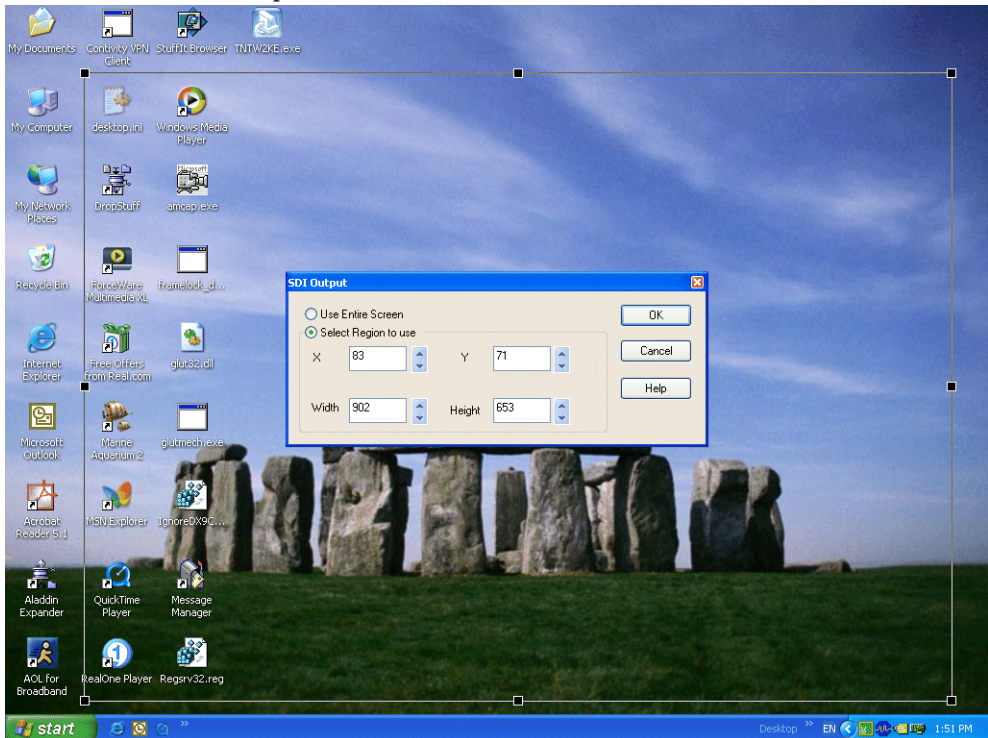 My Documents
Contivity VPN
Client
StuffIt Browser
TNTW2KE.exe
My Computer
desktop.ini
Windows Media
Player
My Network
Places
DropStuff
Microsoft
amcap.exe
Recycle Bin
ForceWare
Multimedia XL
framelock_d...
Internet
Explorer
Free Offers
from Real.com
glut32.dll
Microsoft
Outlook
Marine
Aquarium 2
glutmech.exe
Acrobat
Reader 5.1
MSN Explorer
IgnoreDX9C...
Aladdin
Expander
QuickTime
Player
Message
Manager
AOL for
Broadband
RealOne Player
Regsrv32.reg
SDI Output
Use Entire Screen
Select Region to use
X 83 Y 71
Width 902 Height 653
OK
Cancel
Help
start
Desktop » EN 1:51 PM